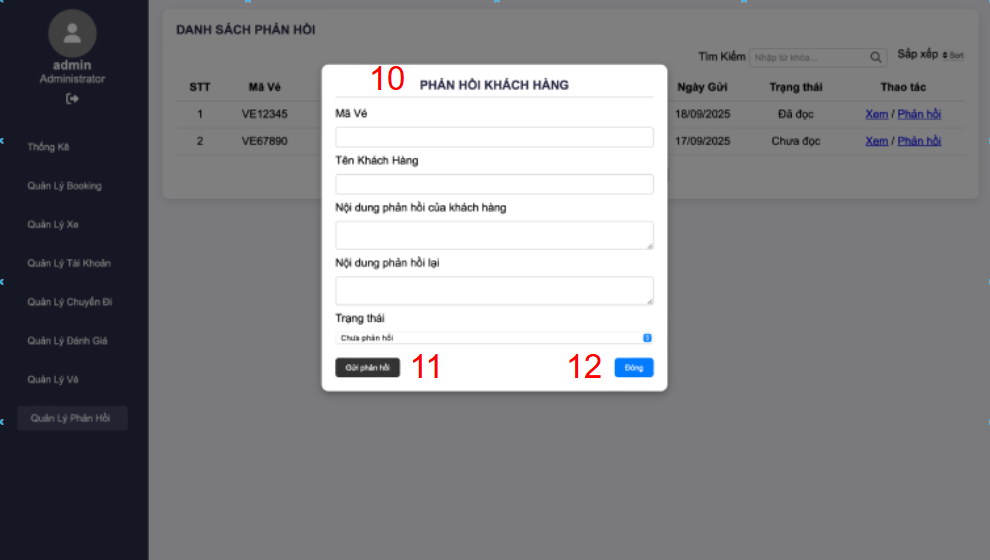 admin
Administrator
Thống Kê
Quản Lý Booking
Quản Lý Xe
Quản Lý Tài Khoản
Quản Lý Chuyến Đi
Quản Lý Đánh Giá
Quản Lý Vé
Quản Lý Phản Hồi
DANH SÁCH PHẢN HỒI
Tìm Kiếm Nhập từ khóa... Sắp xếp Sort
STT Mã Vé Ngày Gửi Trạng thái Thao tác
1 VE12345 18/09/2025 Đã đọc Xem / Phản hồi
2 VE67890 17/09/2025 Chưa đọc Xem / Phản hồi
10 PHẢN HỒI KHÁCH HÀNG
Mã Vé
Tên Khách Hàng
Nội dung phản hồi của khách hàng
Nội dung phản hồi lại
Trạng thái
Chưa phản hồi
Gửi phản hồi 11 12 Đóng